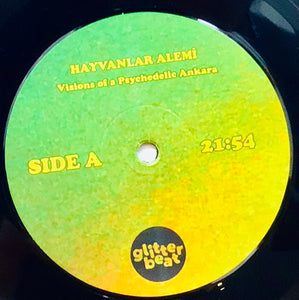 HAYVANLAR ALEMİ
Visions of a Psychedelic Ankara
SIDE A
21:54
glitter
beat